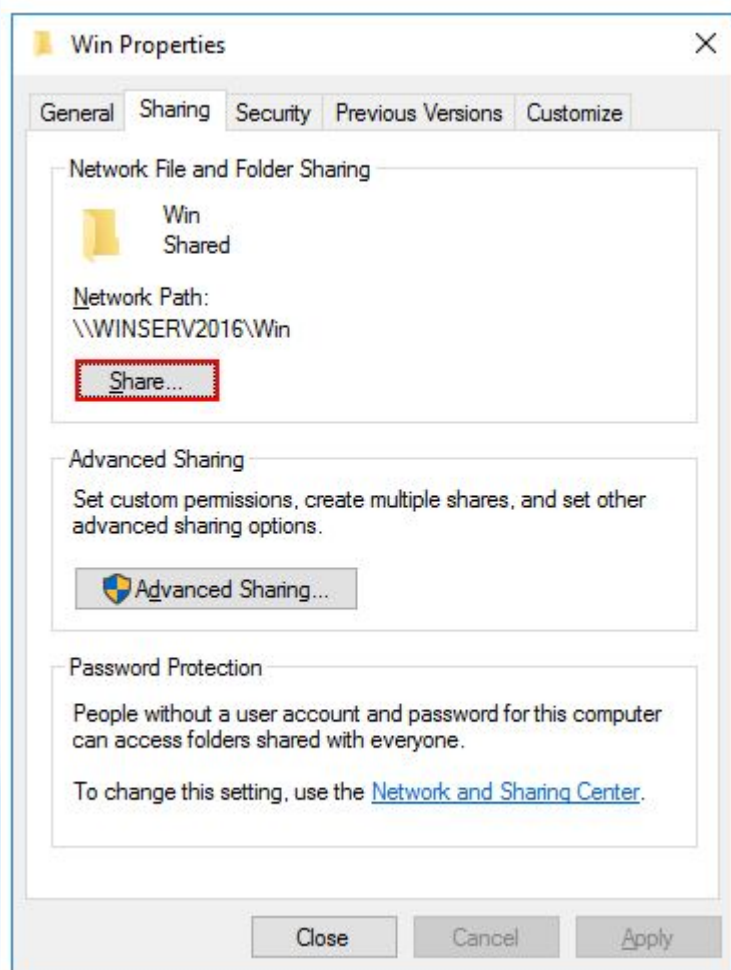 Win Properties
General Sharing Security Previous Versions Customize
Network File and Folder Sharing
Win
Shared
Network Path:
\\WINSERV2016\Win
Share...
Advanced Sharing
Set custom permissions, create multiple shares, and set other
advanced sharing options.
Advanced Sharing...
Password Protection
People without a user account and password for this computer
can access folders shared with everyone.
To change this setting, use the Network and Sharing Center.
Close Cancel Apply